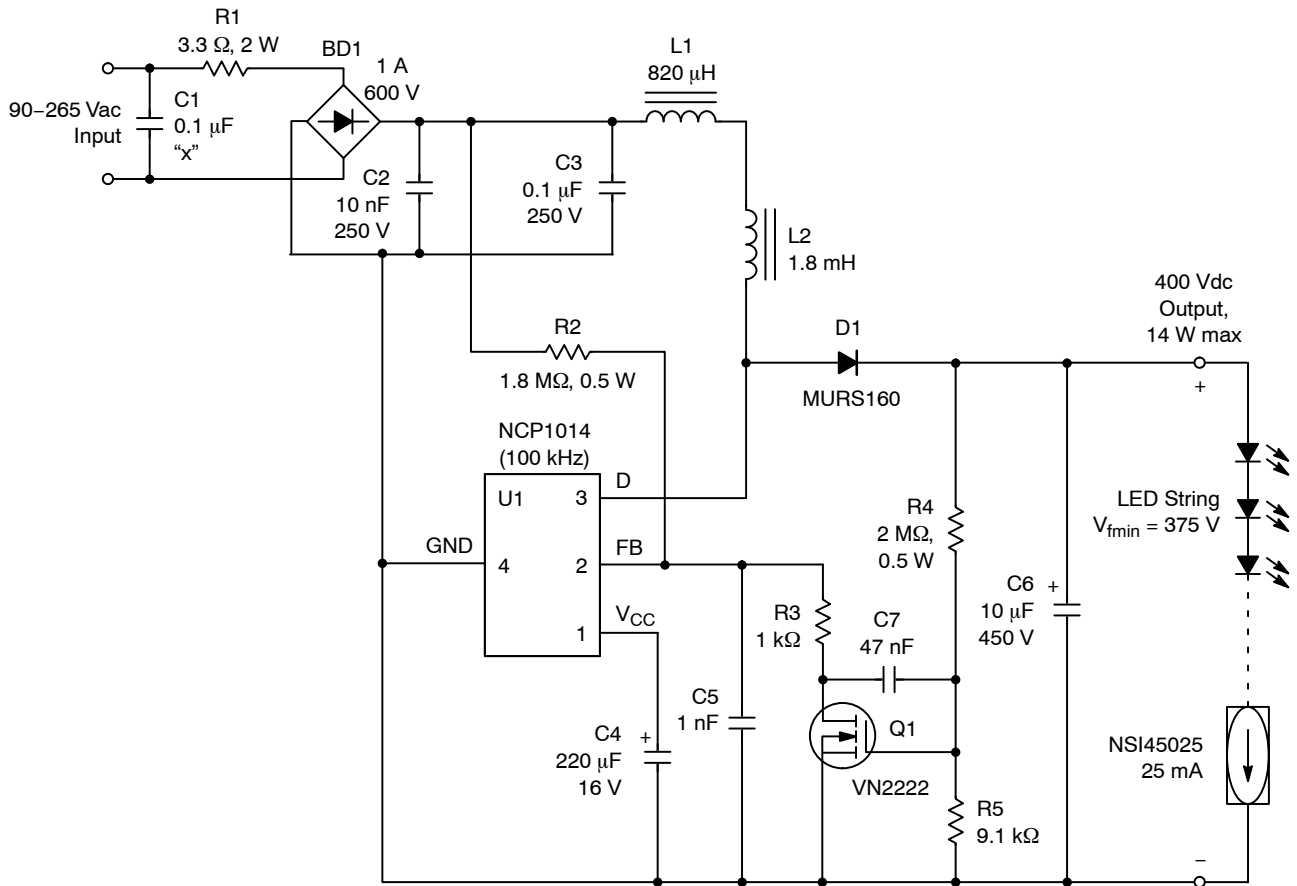 R1
3.3 Ω, 2 W
BD1
1 A
600 V
L1
820 μH
90–265 Vac
Input
C1
0.1 μF
“x”
C2
10 nF
250 V
C3
0.1 μF
250 V
L2
1.8 mH
400 Vdc
Output,
14 W max
R2
1.8 MΩ, 0.5 W
D1
MURS160
+
NCP1014
(100 kHz)
U1
3
D
GND
4
2
FB
1
VCC
R4
2 MΩ,
0.5 W
LED String
Vfmin = 375 V
R3
1 kΩ
C7
47 nF
C6
10 μF
450 V
+
C5
1 nF
C4
220 μF
16 V
+
Q1
VN2222
NSI45025
25 mA
R5
9.1 kΩ
–